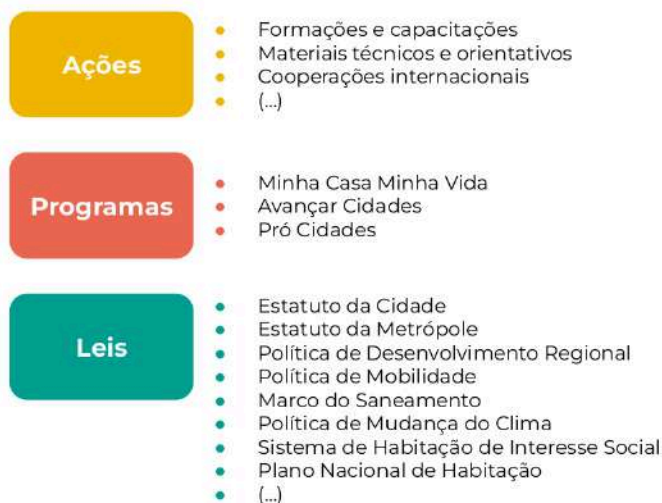 Ações
Formações e capacitações
Materiais técnicos e orientativos
Cooperações internacionais
(...)
Programas
Minha Casa Minha Vida
Avançar Cidades
Pró Cidades
Leis
Estatuto da Cidade
Estatuto da Metrópole
Política de Desenvolvimento Regional
Política de Mobilidade
Marco do Saneamento
Política de Mudança do Clima
Sistema de Habitação de Interesse Social
Plano Nacional de Habitação
(...)